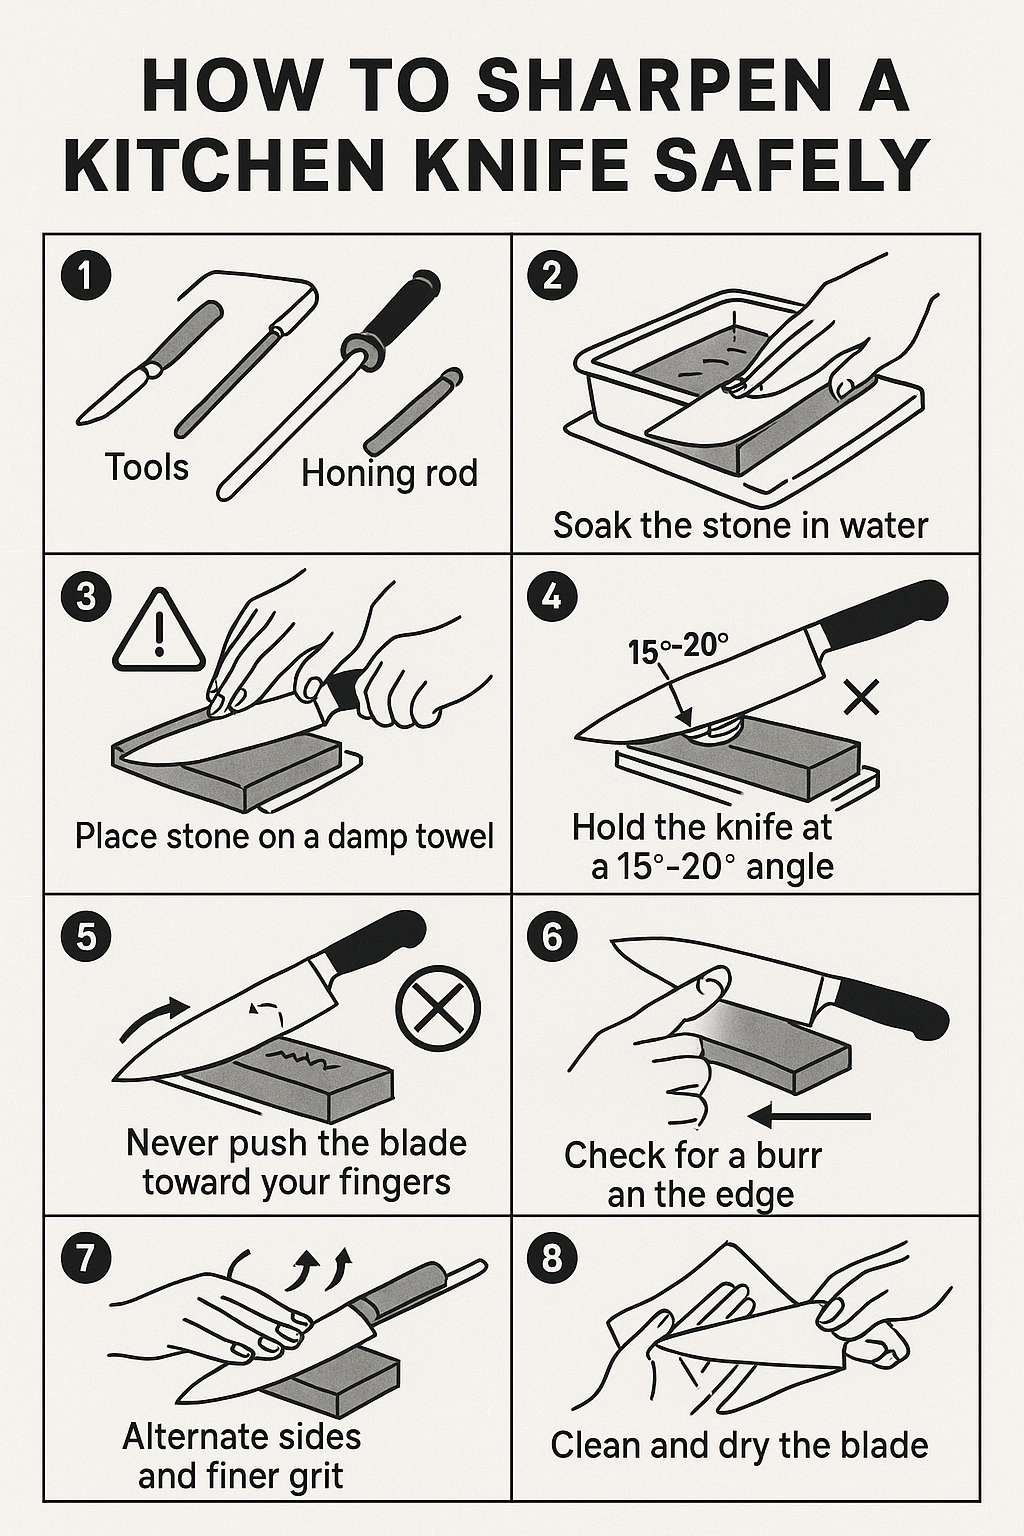 HOW TO SHARPEN A
KITCHEN KNIFE SAFELY
1
Tools
Honing rod
2
Soak the stone in water
3
!
Place stone on a damp towel
4
15°-20°
Hold the knife at
a 15°-20° angle
5
Never push the blade
toward your fingers
6
Check for a burr
an the edge
7
Alternate sides
and finer grit
8
Clean and dry the blade